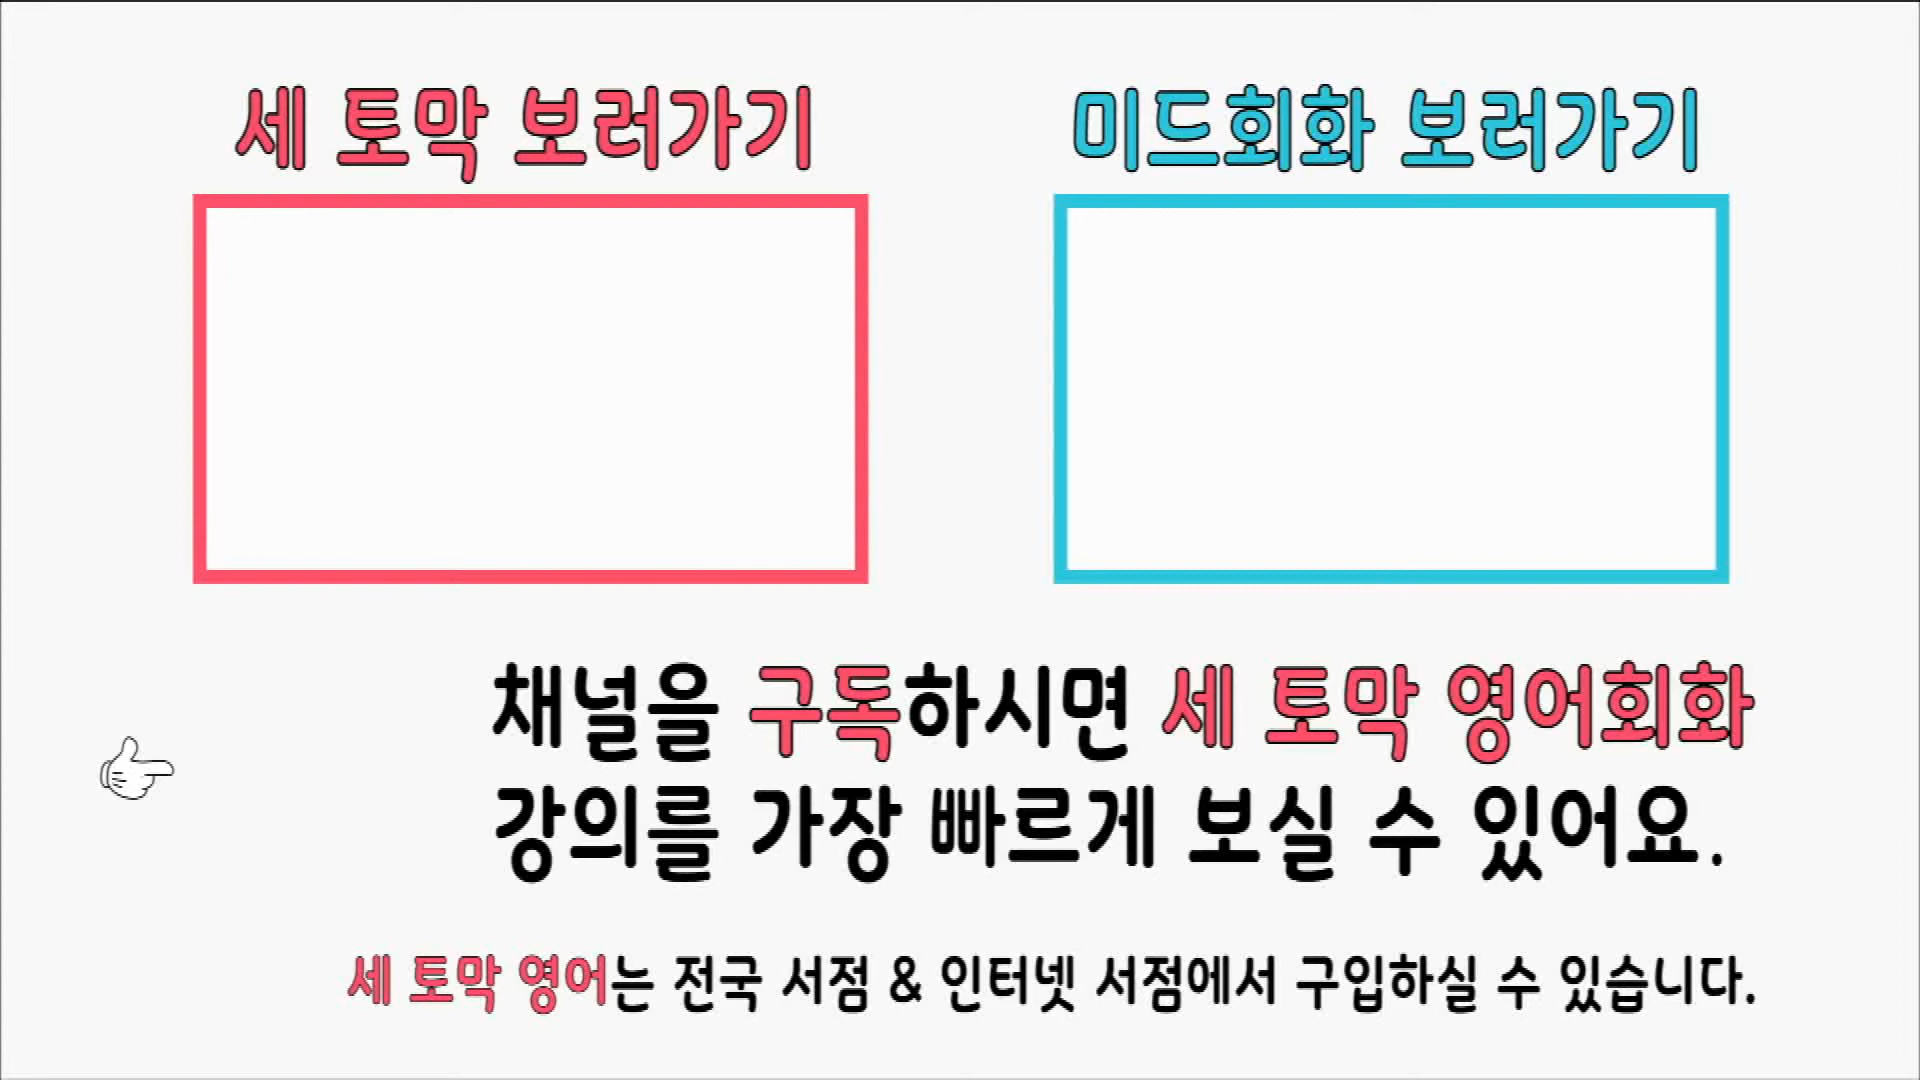 세 토막 보러가기
미드회화 보러가기
채널을 구독하시면 세 토막 영어회화
강의를 가장 빠르게 보실 수 있어요.
세 토막 영어는 전국 서점 & 인터넷 서점에서 구입하실 수 있습니다.